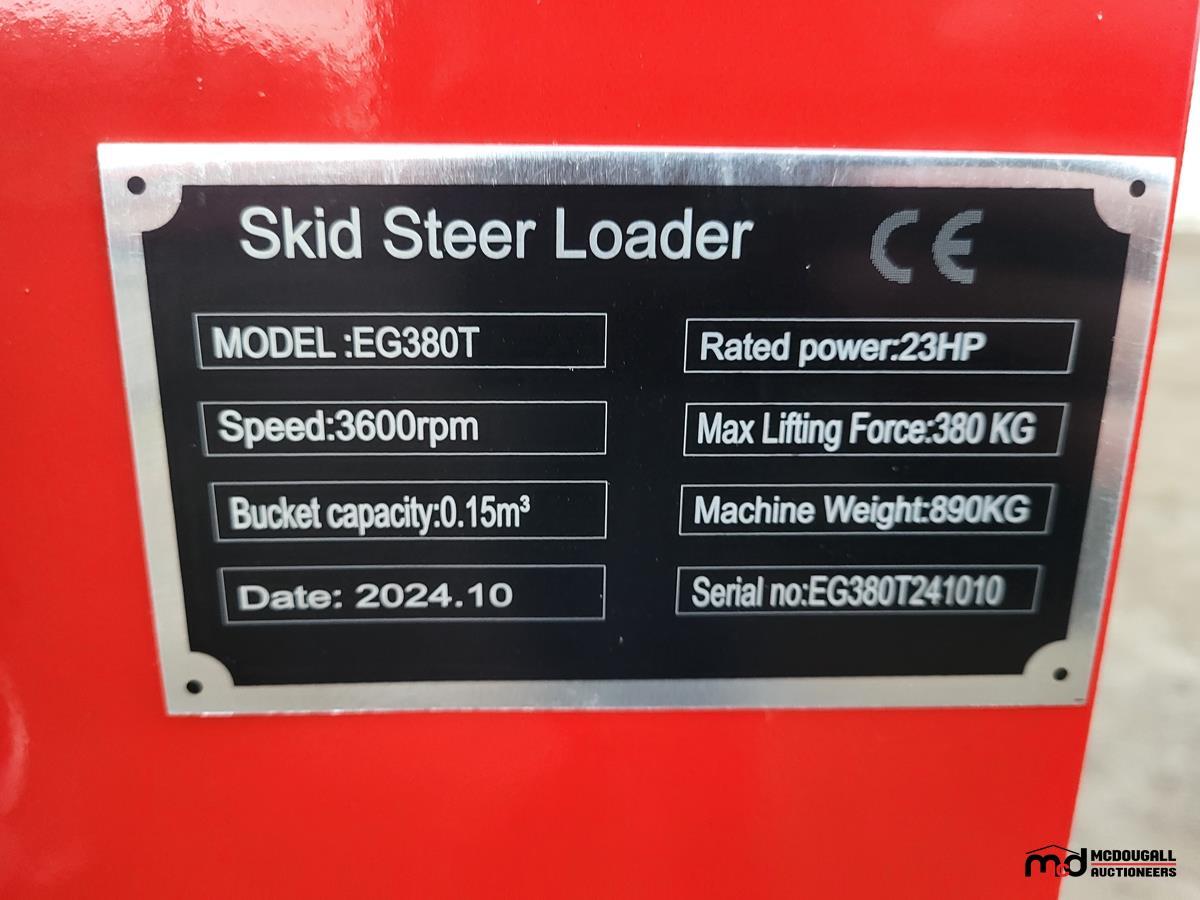 Skid Steer Loader CE
MODEL :EG380T
Rated power:23HP
Speed:3600rpm
Max Lifting Force:380 KG
Bucket capacity:0.15m³
Machine Weight:890KG
Date: 2024.10
Serial no:EG380T241010
mcd
MCDOUGALL
AUCTIONEERS